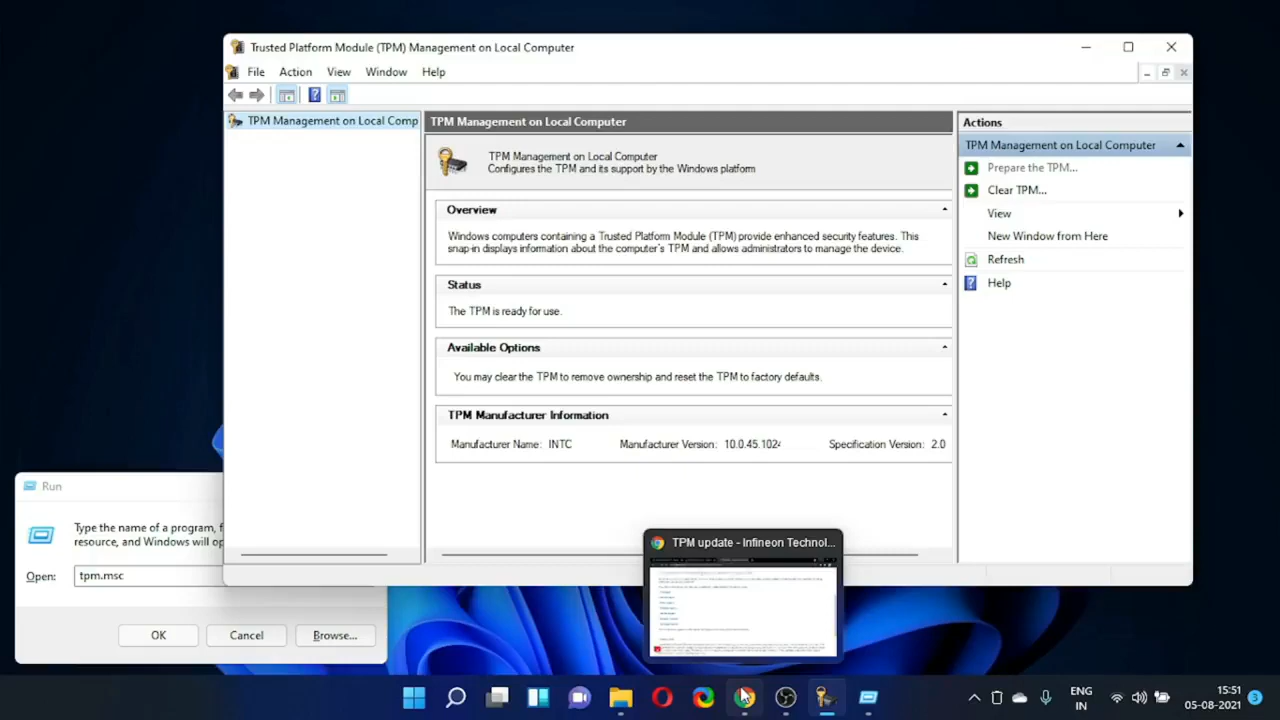 Trusted Platform Module (TPM) Management on Local Computer
File Action View Window Help
TPM Management on Local Comp
TPM Management on Local Computer
TPM Management on Local Computer
Configures the TPM and its support by the Windows platform
Overview
Windows computers containing a Trusted Platform Module (TPM) provide enhanced security features. This
snap-in displays information about the computer's TPM and allows administrators to manage the device.
Status
The TPM is ready for use.
Available Options
You may clear the TPM to remove ownership and reset the TPM to factory defaults.
TPM Manufacturer Information
Manufacturer Name: INTC Manufacturer Version: 10.0.45.1024 Specification Version: 2.0
Actions
TPM Management on Local Computer
Prepare the TPM...
Clear TPM...
View
New Window from Here
Refresh
Help
Run
Type the name of a program, f
resource, and Windows will op
Open: tpm.msc
OK Cancel Browse...
TPM update - Infineon Technol...
ENG
IN
15:51
05-08-2021
3